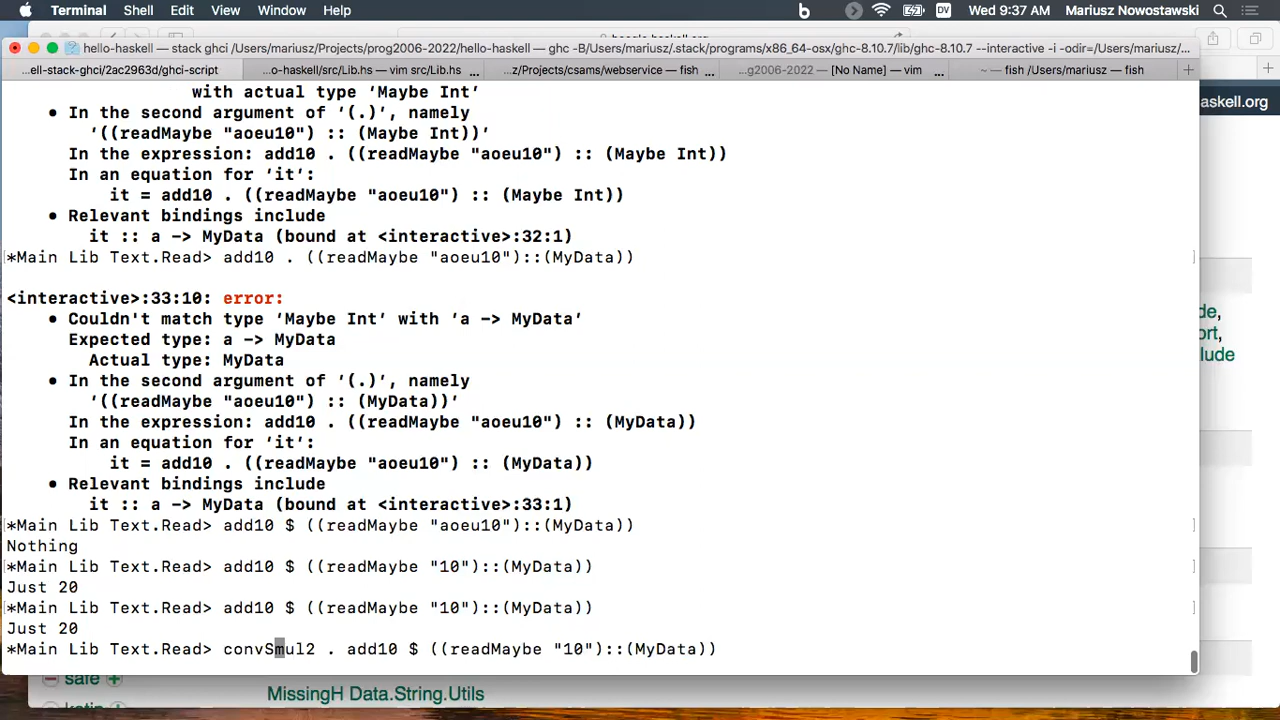 Terminal Shell Edit View Window Help DV Wed 9:37 AM Mariusz Nowostawski
hello-haskell — stack ghci /Users/mariusz/Projects/prog2006-2022/hello-haskell — ghc -B/Users/mariusz/.stack/programs/x86_64-osx/ghc-8.10.7/lib/ghc-8.10.7 --interactive -i -odir=/Users/mariusz/...
...ell-stack-ghci/2ac2963d/ghci-script ...o-haskell/src/Lib.hs — vim src/Lib.hs ... ...z/Projects/csams/webservice — fish ... ...g2006-2022 — [No Name] — vim ... ~ — fish /Users/mariusz — fish +
askell.org
with actual type ‘Maybe Int’
• In the second argument of ‘(.)’, namely
‘((readMaybe "aoeu10") :: (Maybe Int))’
In the expression: add10 . ((readMaybe "aoeu10") :: (Maybe Int))
In an equation for ‘it’:
it = add10 . ((readMaybe "aoeu10") :: (Maybe Int))
• Relevant bindings include
it :: a -> MyData (bound at <interactive>:32:1)
*Main Lib Text.Read> add10 . ((readMaybe "aoeu10")::(MyData))
<interactive>:33:10: error:
• Couldn't match type ‘Maybe Int’ with ‘a -> MyData’
Expected type: a -> MyData
Actual type: MyData
• In the second argument of ‘(.)’, namely
‘((readMaybe "aoeu10") :: (MyData))’
In the expression: add10 . ((readMaybe "aoeu10") :: (MyData))
In an equation for ‘it’:
it = add10 . ((readMaybe "aoeu10") :: (MyData))
• Relevant bindings include
it :: a -> MyData (bound at <interactive>:33:1)
*Main Lib Text.Read> add10 $ ((readMaybe "aoeu10")::(MyData))
Nothing
*Main Lib Text.Read> add10 $ ((readMaybe "10")::(MyData))
Just 20
*Main Lib Text.Read> add10 $ ((readMaybe "10")::(MyData))
Just 20
*Main Lib Text.Read> convSmul2 . add10 $ ((readMaybe "10")::(MyData))
de,
ort,
lude
safe
MissingH Data.String.Utils